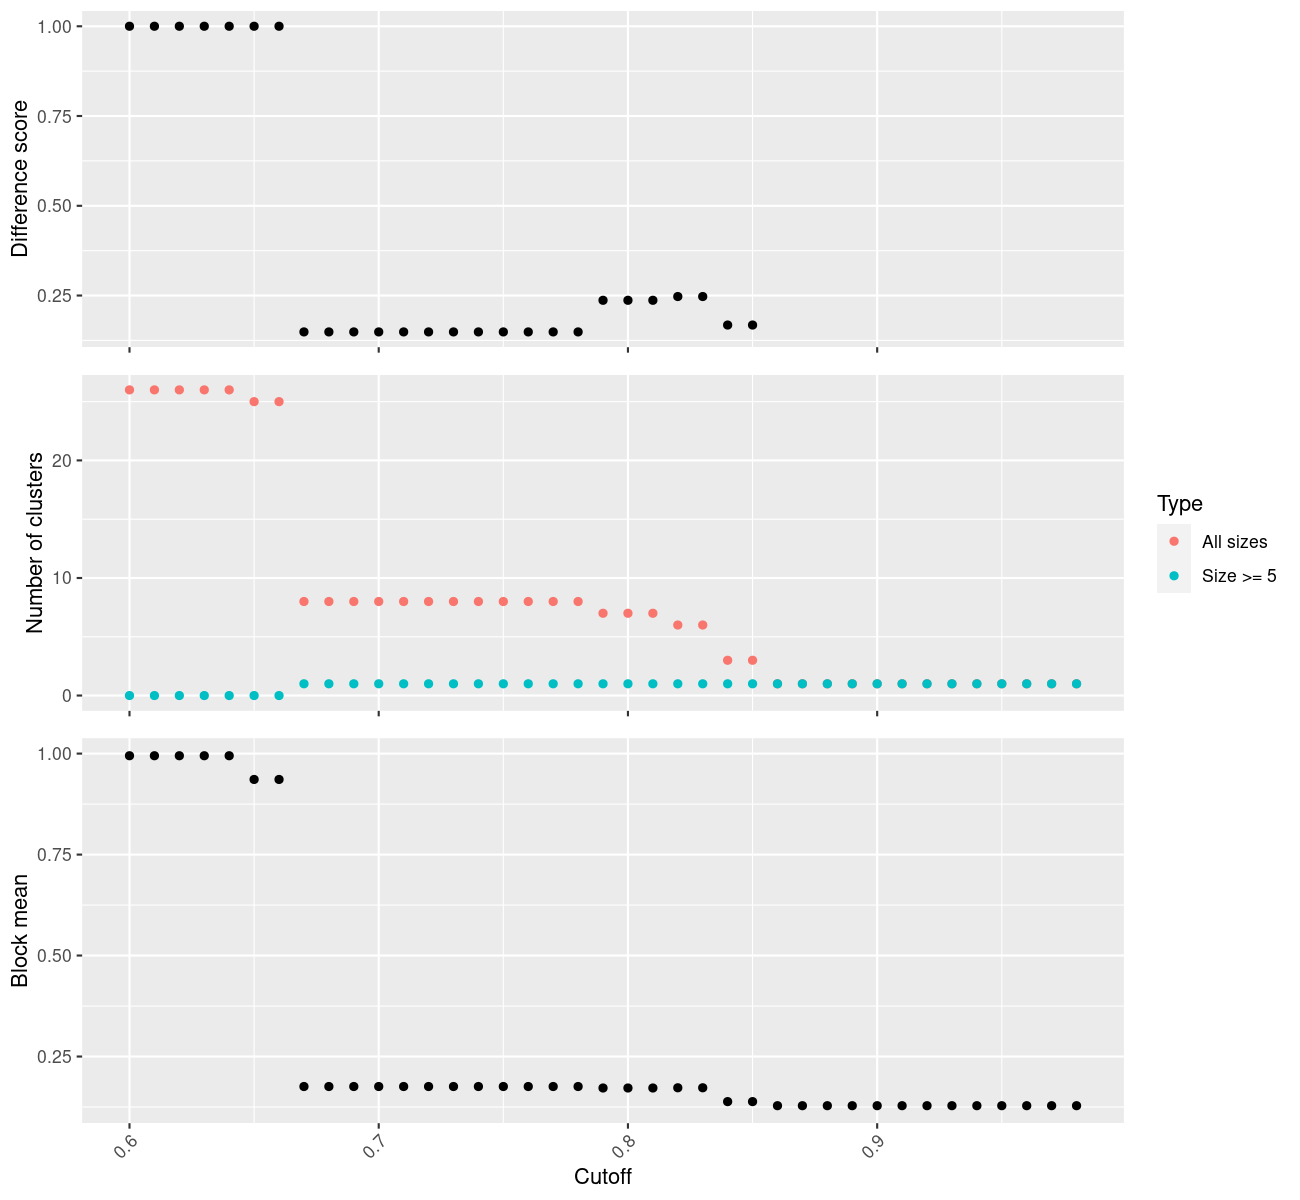 Difference score
1.00
0.75
0.50
0.25
Number of clusters
20
10
0
Type
All sizes
Size >= 5
Block mean
1.00
0.75
0.50
0.25
0.6 0.7 0.8 0.9
Cutoff